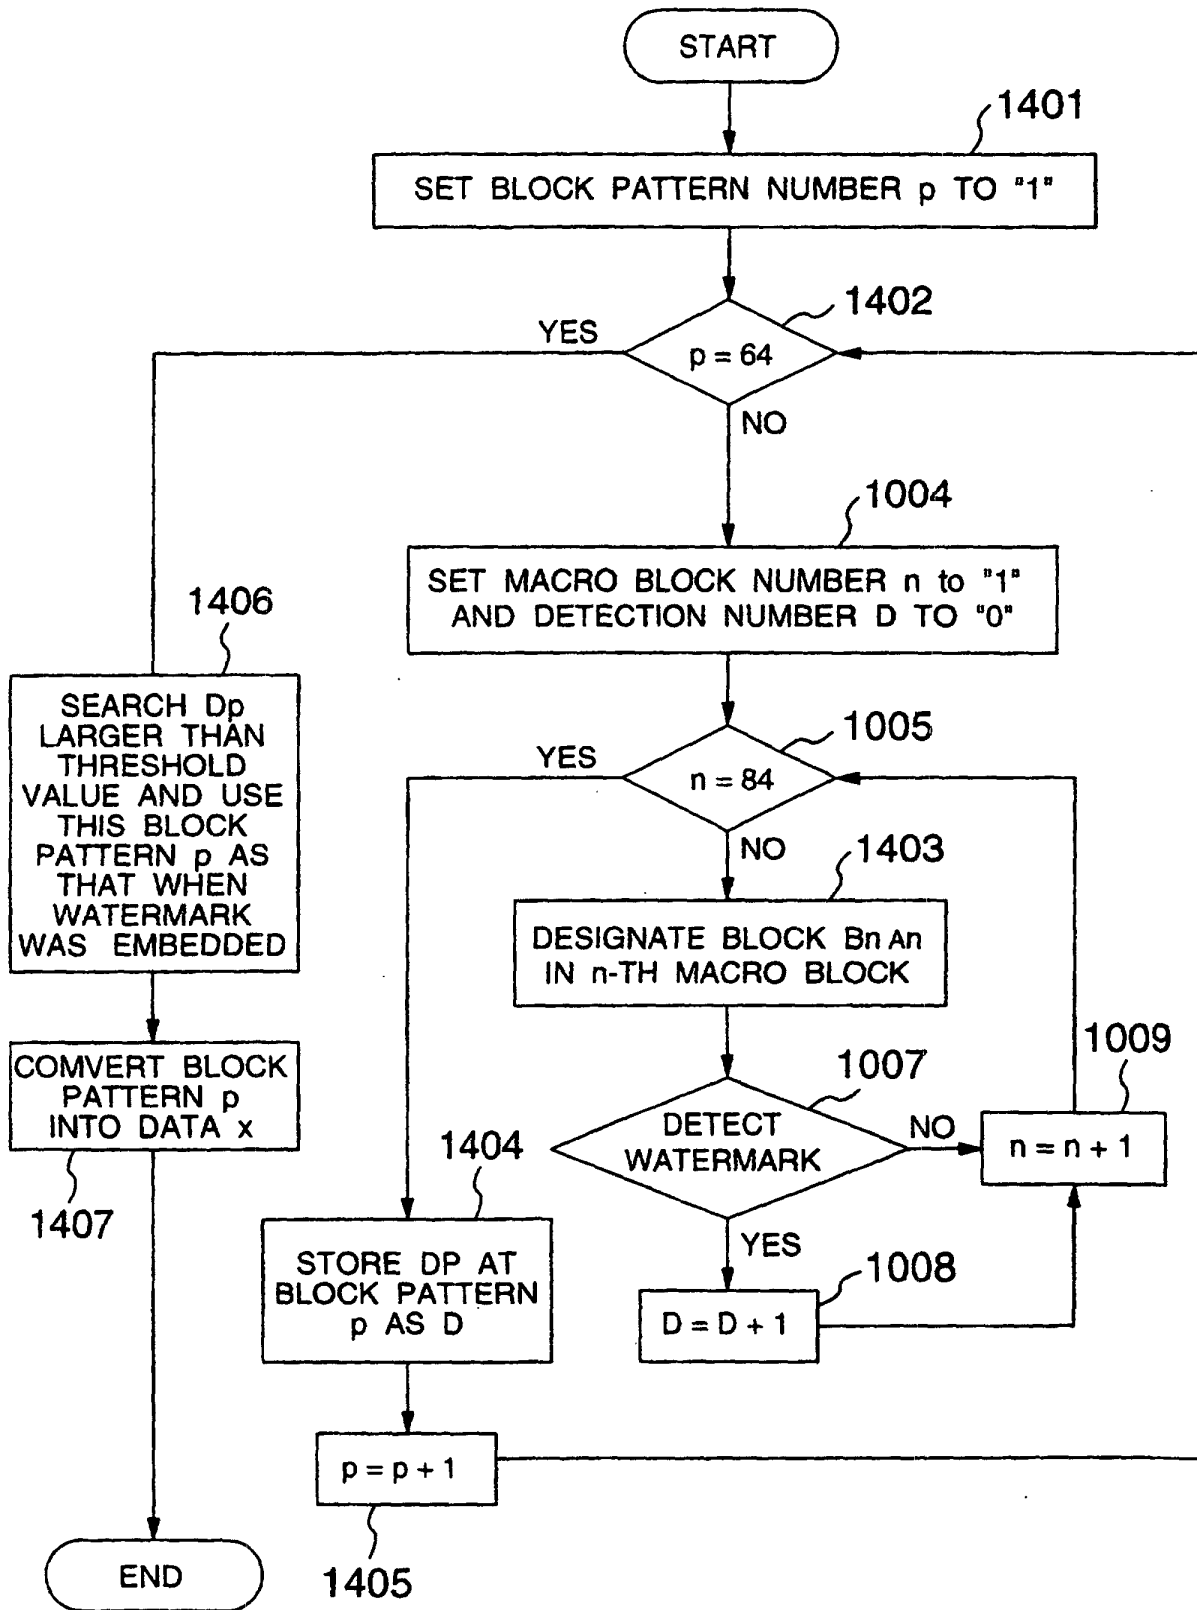 START
1401
SET BLOCK PATTERN NUMBER p TO "1"
1402
YES
p = 64
NO
1004
SET MACRO BLOCK NUMBER n to "1"
AND DETECTION NUMBER D TO "0"
1406
SEARCH Dp
LARGER THAN
THRESHOLD
VALUE AND USE
THIS BLOCK
PATTERN p AS
THAT WHEN
WATERMARK
WAS EMBEDDED
1005
YES
n = 84
NO
1403
DESIGNATE BLOCK Bn An
IN n-TH MACRO BLOCK
1009
COMVERT BLOCK
PATTERN p
INTO DATA x
1407
1007
DETECT
WATERMARK
NO
n = n + 1
YES
1404
STORE DP AT
BLOCK PATTERN
p AS D
1008
D = D + 1
p = p + 1
1405
END